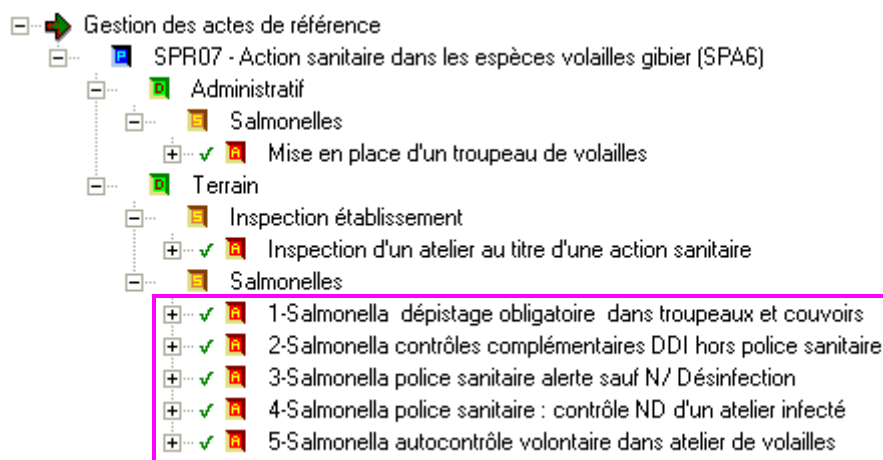 Gestion des actes de référence
P SPR07 - Action sanitaire dans les espèces volailles gibier (SPA6)
D Administratif
S Salmonelles
A Mise en place d'un troupeau de volailles
D Terrain
S Inspection établissement
A Inspection d'un atelier au titre d'une action sanitaire
S Salmonelles
A 1-Salmonella dépistage obligatoire dans troupeaux et couvoirs
A 2-Salmonella contrôles complémentaires DDI hors police sanitaire
A 3-Salmonella police sanitaire alerte sauf N/ Désinfection
A 4-Salmonella police sanitaire : contrôle ND d'un atelier infecté
A 5-Salmonella autocontrôle volontaire dans atelier de volailles